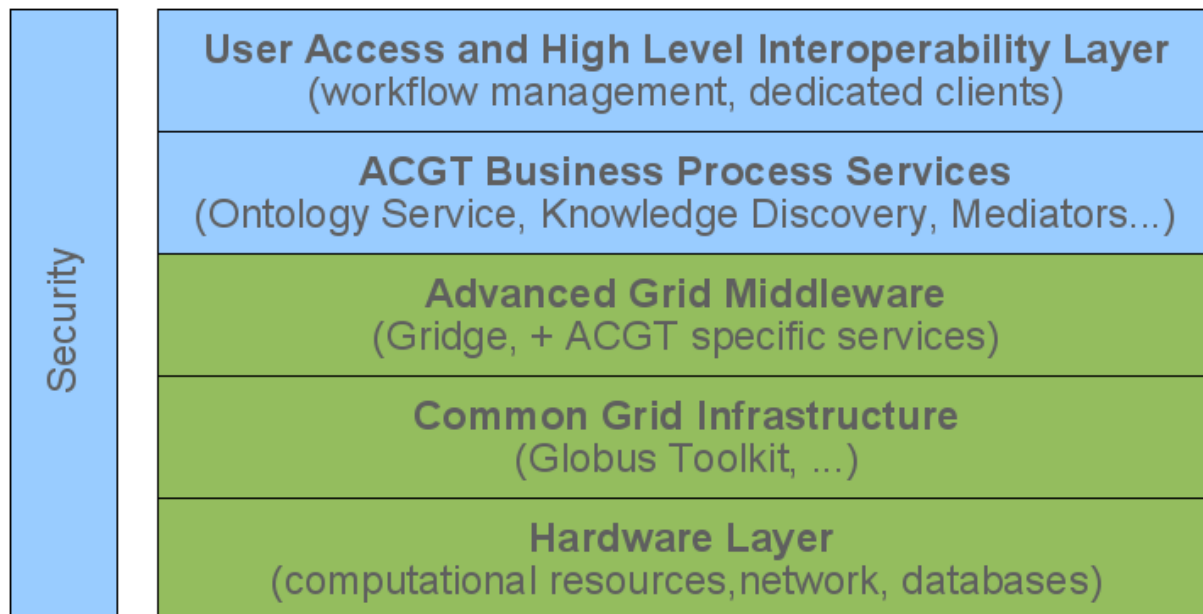 Security
User Access and High Level Interoperability Layer
(workflow management, dedicated clients)
ACGT Business Process Services
(Ontology Service, Knowledge Discovery, Mediators...)
Advanced Grid Middleware
(Gridge, + ACGT specific services)
Common Grid Infrastructure
(Globus Toolkit, ...)
Hardware Layer
(computational resources,network, databases)